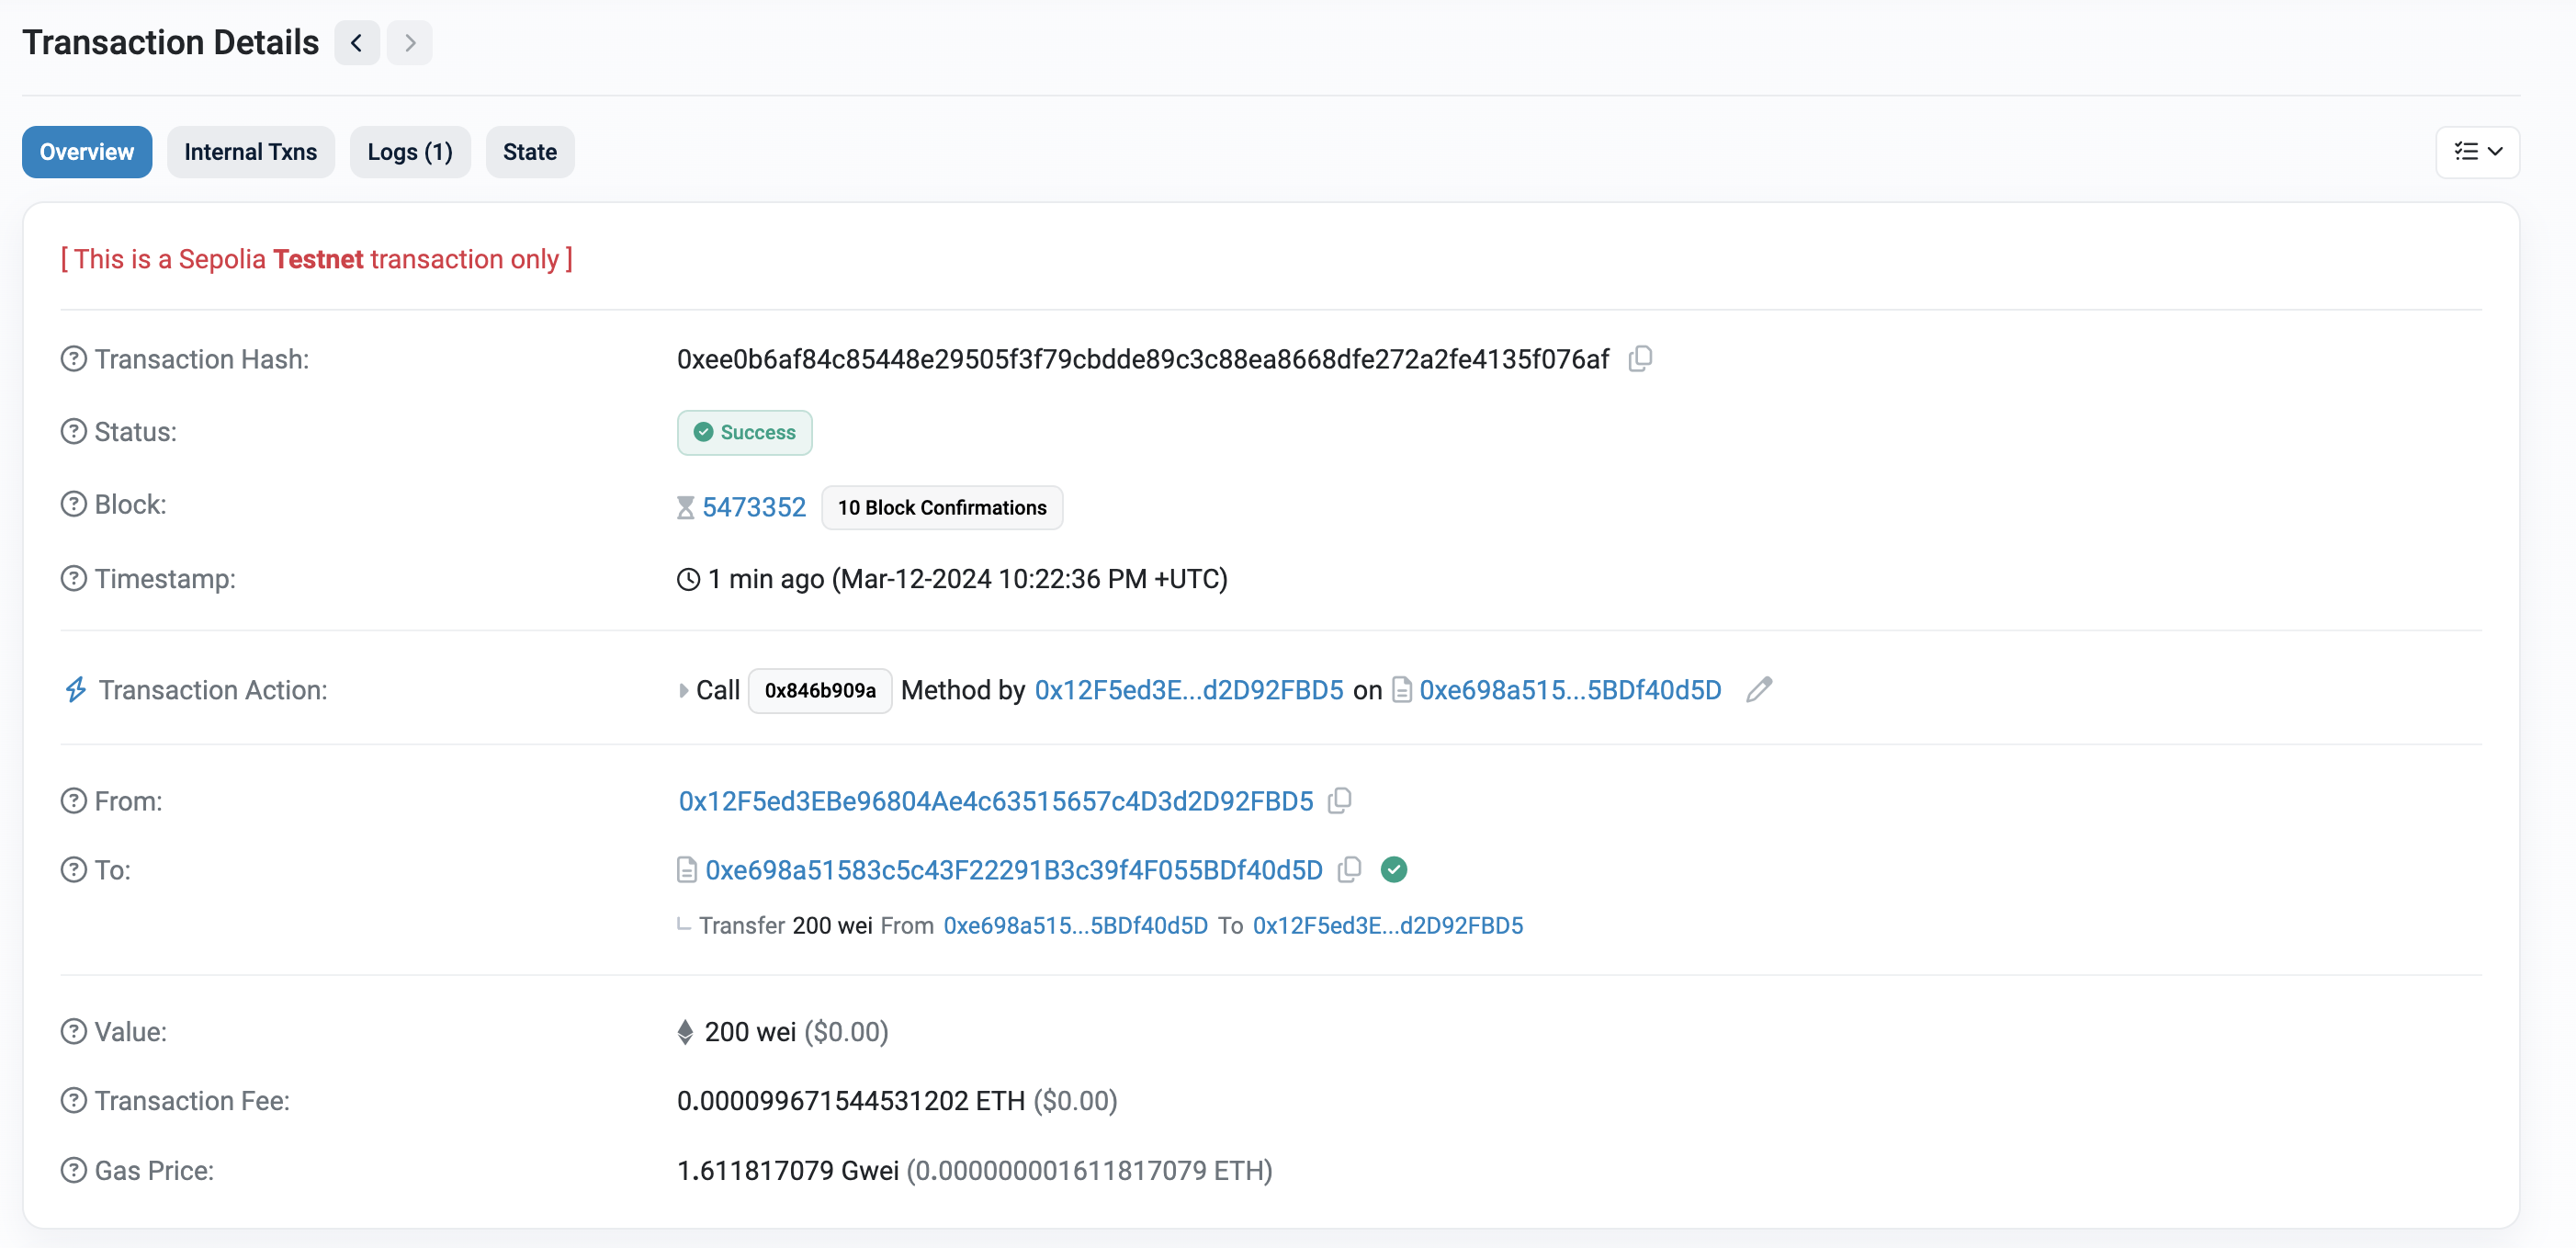 Transaction Details
Overview Internal Txns Logs (1) State
[ This is a Sepolia Testnet transaction only ]
Transaction Hash: 0xee0b6af84c85448e29505f3f79cbdde89c3c88ea8668dfe272a2fe4135f076af
Status: Success
Block: 5473352 10 Block Confirmations
Timestamp: 1 min ago (Mar-12-2024 10:22:36 PM +UTC)
Transaction Action: Call 0x846b909a Method by 0x12F5ed3E...d2D92FBD5 on 0xe698a515...5BDf40d5D
From: 0x12F5ed3EBe96804Ae4c63515657c4D3d2D92FBD5
To: 0xe698a51583c5c43F22291B3c39f4F055BDf40d5D
Transfer 200 wei From 0xe698a515...5BDf40d5D To 0x12F5ed3E...d2D92FBD5
Value: 200 wei ($0.00)
Transaction Fee: 0.000099671544531202 ETH ($0.00)
Gas Price: 1.611817079 Gwei (0.000000001611817079 ETH)